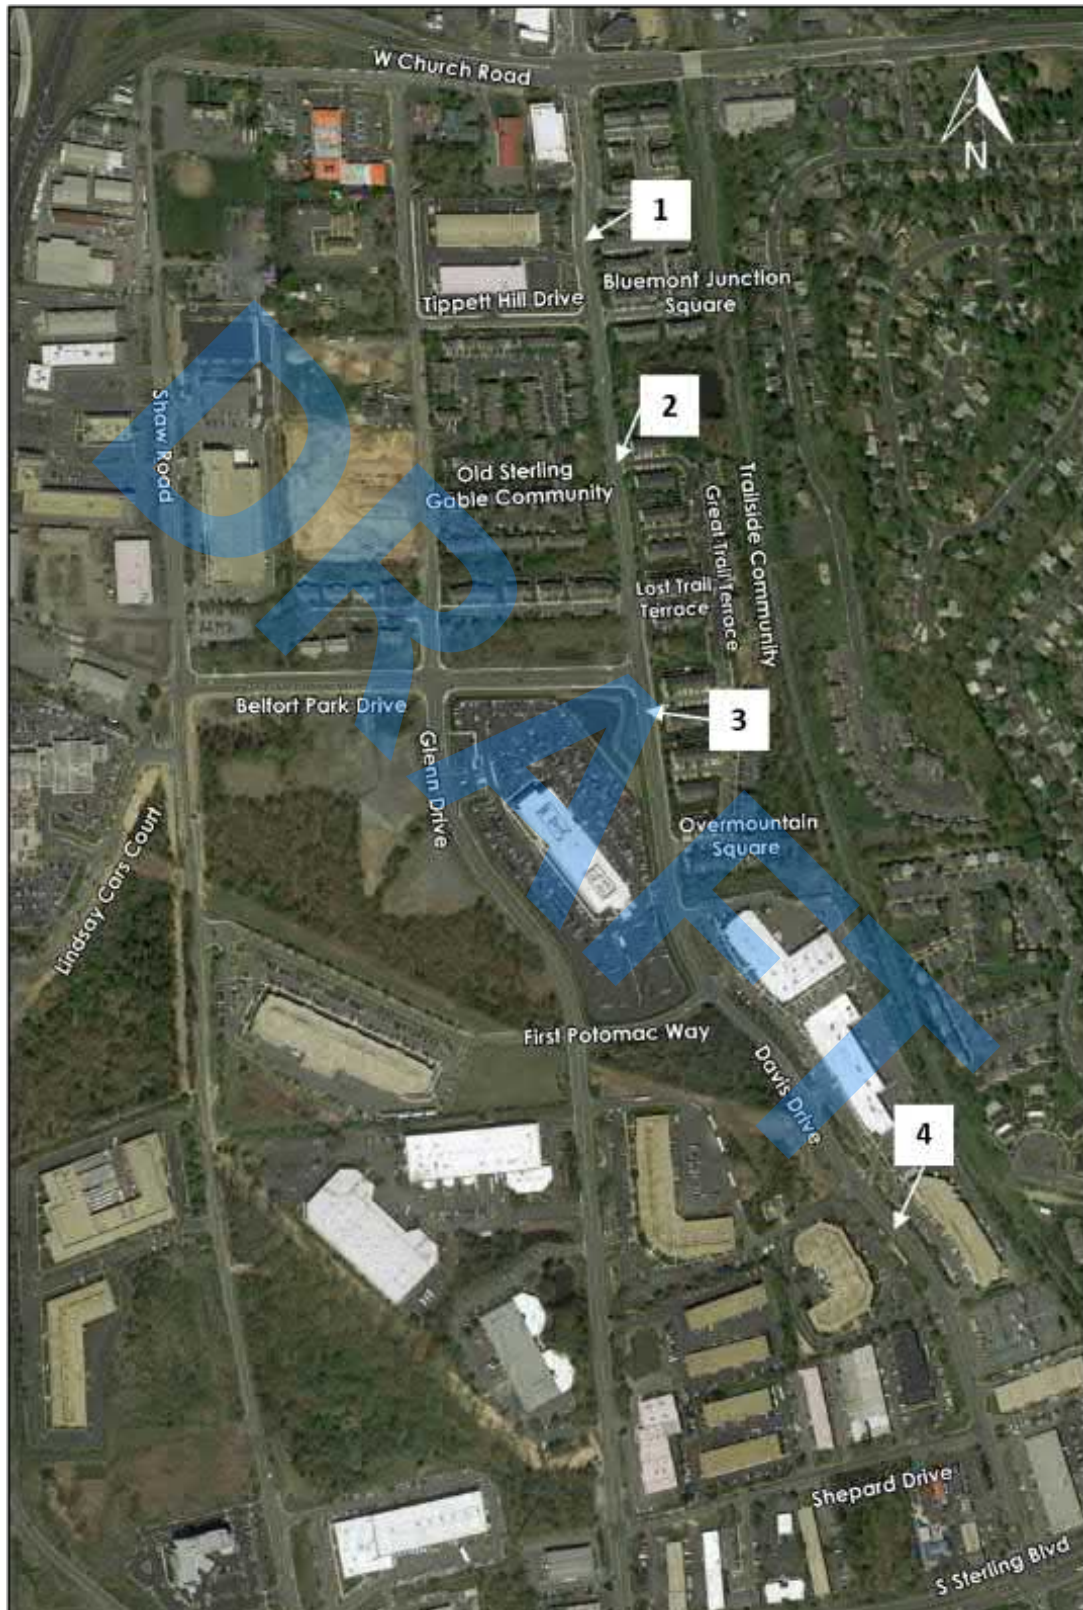 W Church Road
N
1
Bluemont Junction
Square
Tippett Hill Drive
2
Shaw Road
Old Sterling
Gable Community
Trailside Community
Great Trail Terrace
Lost Trail
Terrace
Belfort Park Drive
3
Glenn Drive
Overmountain
Square
Lindsay Cars Court
First Potomac Way
Davis Drive
4
Shepard Drive
S Sterling Blvd
DRAFT